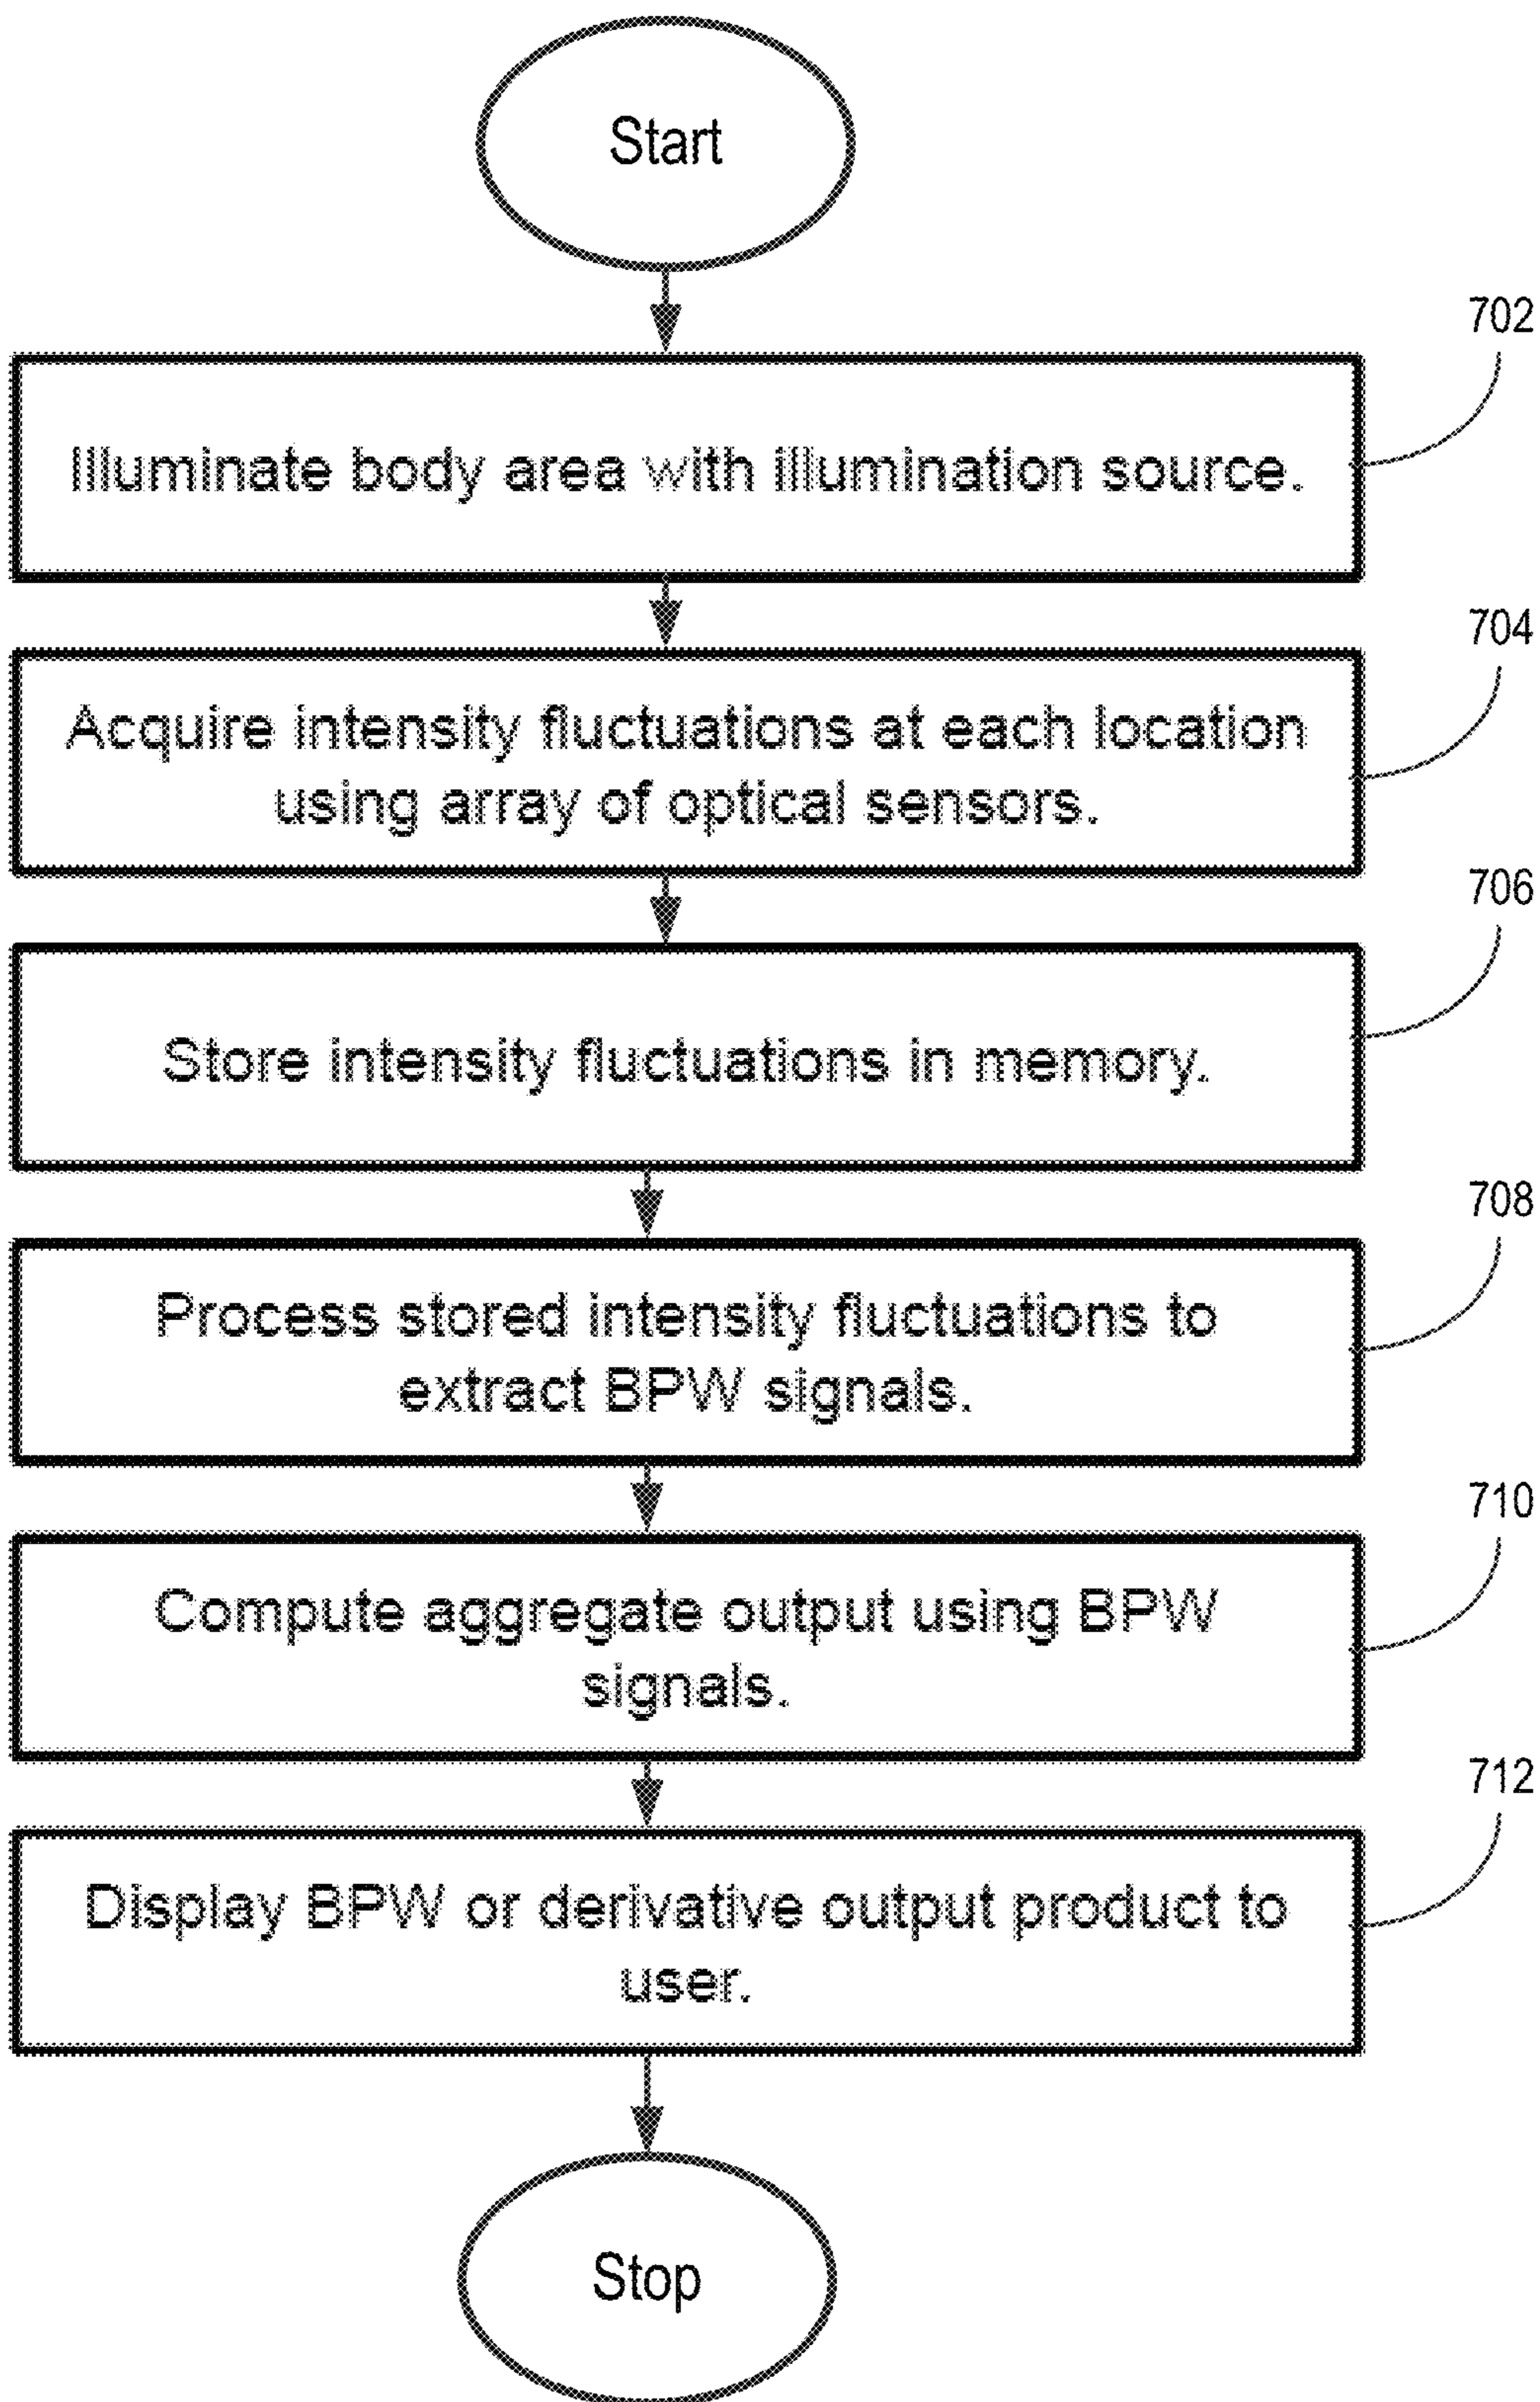 Start
702
Illuminate body area with illumination source.
704
Acquire intensity fluctuations at each location
using array of optical sensors.
706
Store intensity fluctuations in memory.
708
Process stored intensity fluctuations to
extract BPW signals.
710
Compute aggregate output using BPW
signals.
712
Display BPW or derivative output product to
user.
Stop